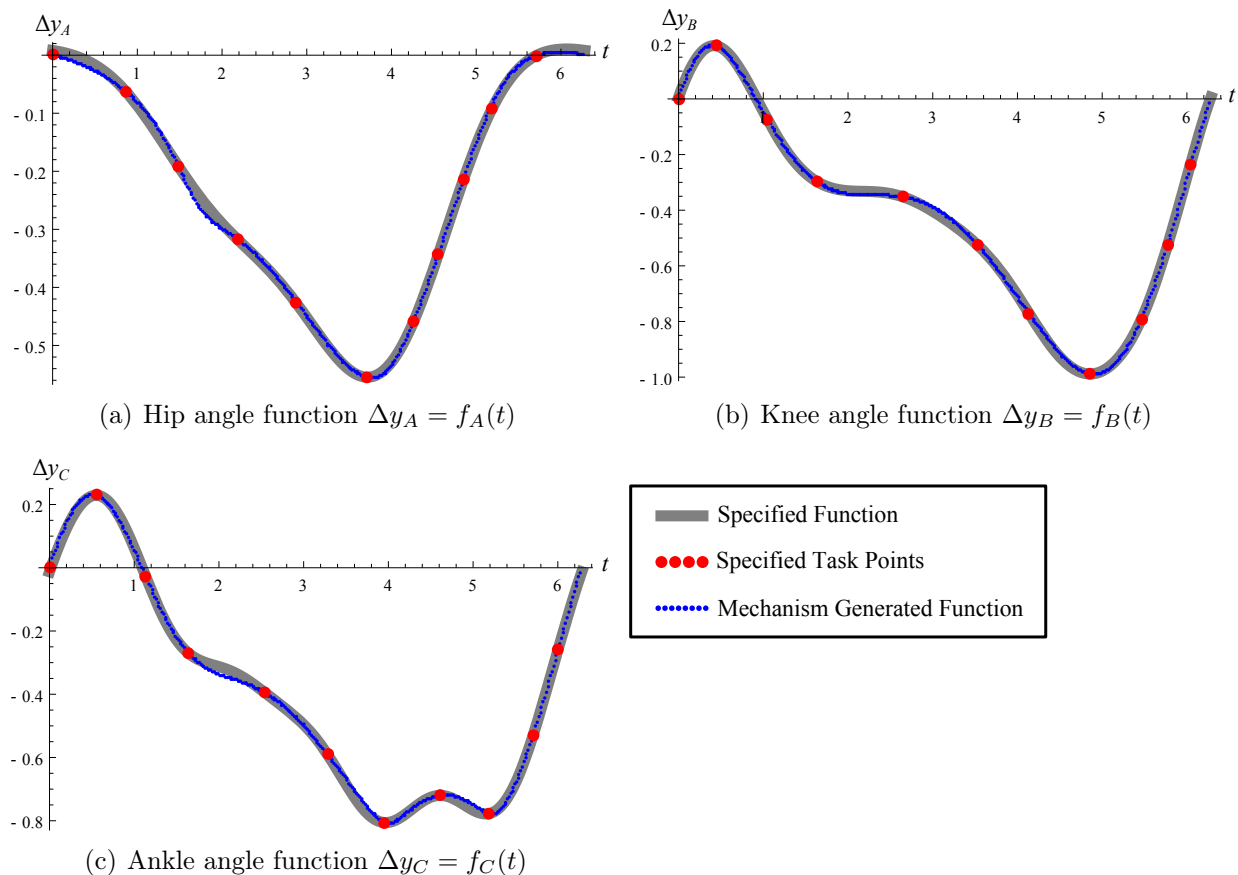 Δy_A
t
1 2 3 4 5 6
- 0.1
- 0.2
- 0.3
- 0.4
- 0.5
(a) Hip angle function Δy_A = f_A(t)
Δy_B
0.2
t
1 2 3 4 5 6
- 0.2
- 0.4
- 0.6
- 0.8
- 1.0
(b) Knee angle function Δy_B = f_B(t)
Δy_C
0.2
t
1 2 3 4 5 6
- 0.2
- 0.4
- 0.6
- 0.8
(c) Ankle angle function Δy_C = f_C(t)
Specified Function
Specified Task Points
Mechanism Generated Function